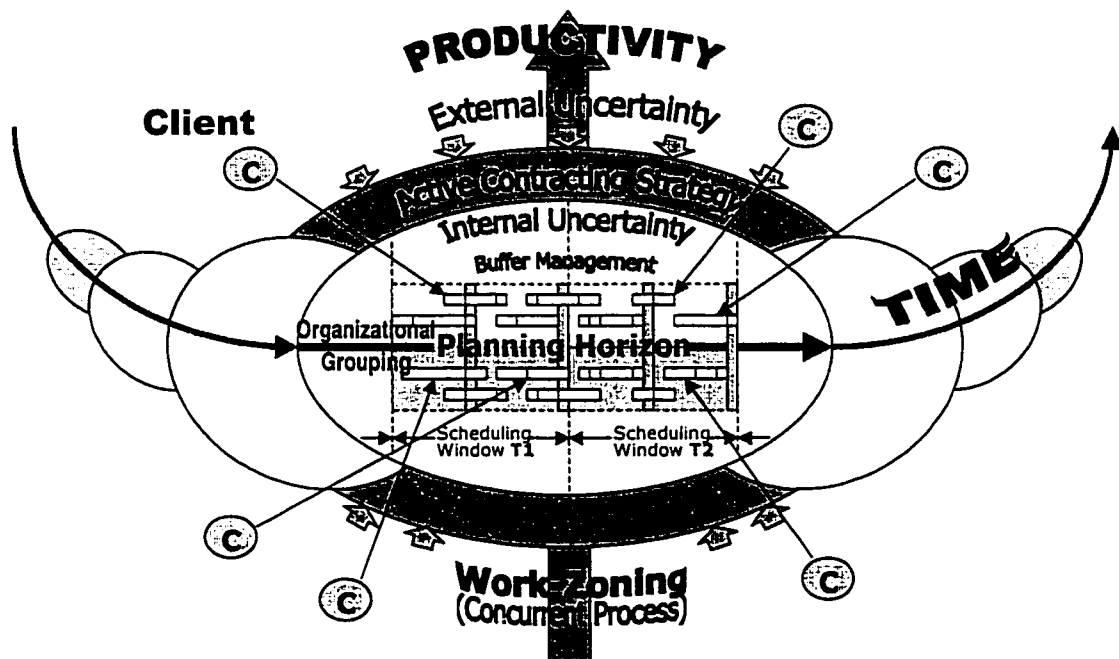 PRODUCTIVITY
External Uncertainty
Client
C
C
C
Active Contracting Strategy
Internal Uncertainty
Buffer Management
TIME
Organizational
Grouping
Planning Horizon
Scheduling
Window T1
Scheduling
Window T2
C
C
C
Work-Zoning
(Concurrent Process)